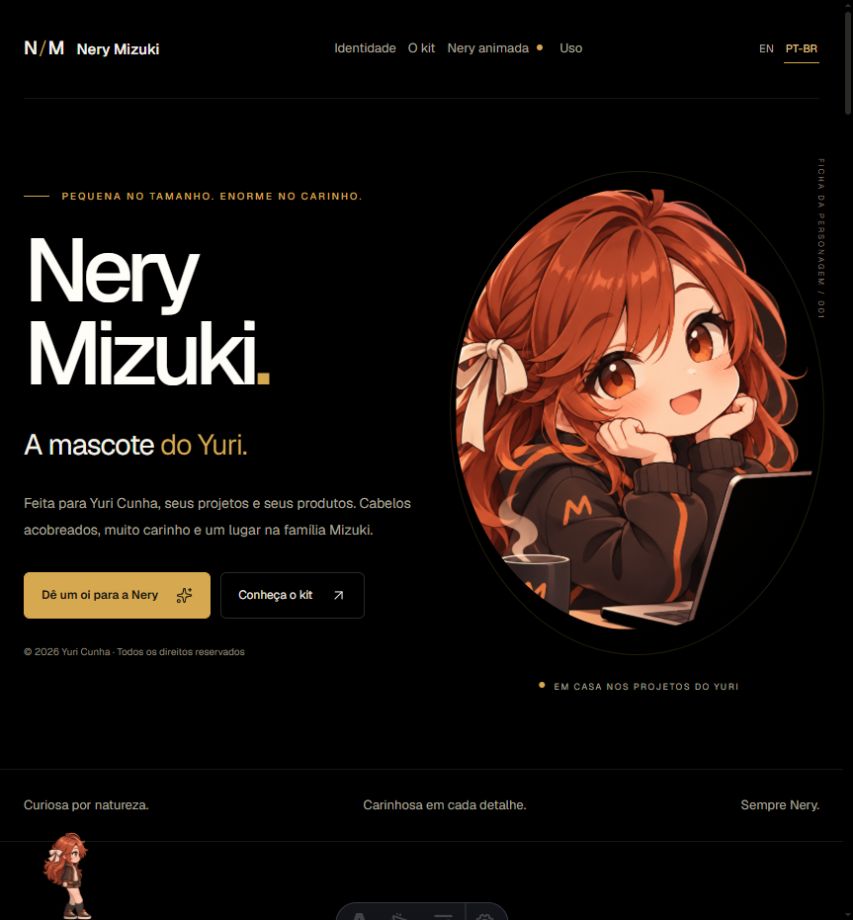 N/M Nery Mizuki
Identidade O kit Nery animada Uso
EN PT-BR
FICHA DA PERSONAGEM / 001
PEQUENA NO TAMANHO. ENORME NO CARINHO.
Nery
Mizuki.
A mascote do Yuri.
Feita para Yuri Cunha, seus projetos e seus produtos. Cabelos
acobreados, muito carinho e um lugar na família Mizuki.
Dê um oi para a Nery
Conheça o kit
© 2026 Yuri Cunha · Todos os direitos reservados
M
M
EM CASA NOS PROJETOS DO YURI
Curiosa por natureza.
Carinhosa em cada detalhe.
Sempre Nery.